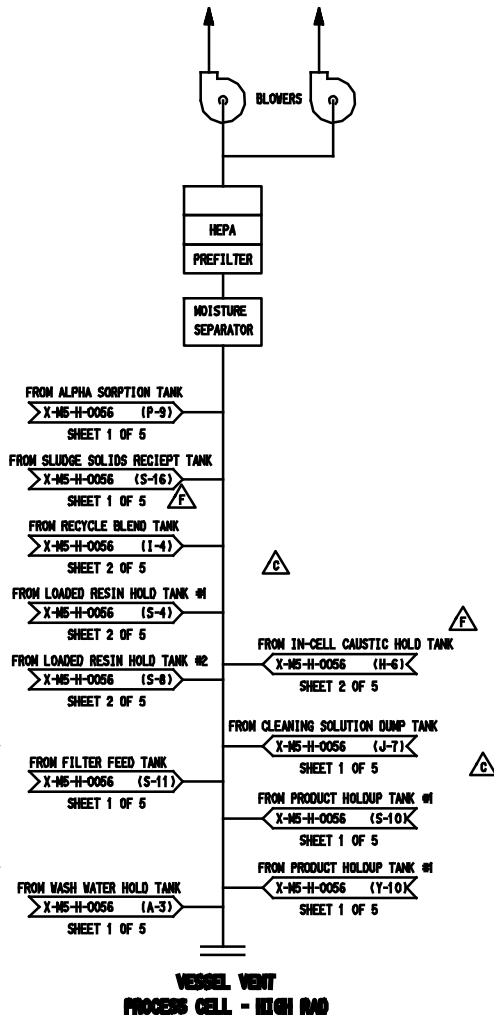 BLOWERS
HEPA
PREFILTER
MOISTURE
SEPARATOR
FROM ALPHA SORPTION TANK
X-M5-H-0056 (P-9)
SHEET 1 OF 5
FROM SLUDGE SOLIDS RECIEPT TANK
X-M5-H-0056 (S-16)
SHEET 1 OF 5
F
FROM RECYCLE BLEND TANK
X-M5-H-0056 (I-4)
SHEET 2 OF 5
C
FROM LOADED RESIN HOLD TANK #1
X-M5-H-0056 (S-4)
SHEET 2 OF 5
F
FROM IN-CELL CAUSTIC HOLD TANK
X-M5-H-0056 (H-6)
SHEET 2 OF 5
FROM LOADED RESIN HOLD TANK #2
X-M5-H-0056 (S-8)
SHEET 2 OF 5
FROM CLEANING SOLUTION DUMP TANK
X-M5-H-0056 (J-7)
SHEET 1 OF 5
C
FROM FILTER FEED TANK
X-M5-H-0056 (S-11)
SHEET 1 OF 5
FROM PRODUCT HOLDUP TANK #1
X-M5-H-0056 (S-10)
SHEET 1 OF 5
FROM PRODUCT HOLDUP TANK #1
X-M5-H-0056 (Y-10)
SHEET 1 OF 5
FROM WASH WATER HOLD TANK
X-M5-H-0056 (A-3)
SHEET 1 OF 5
VESSEL VENT
PROCESS CELL - HIGH RAD